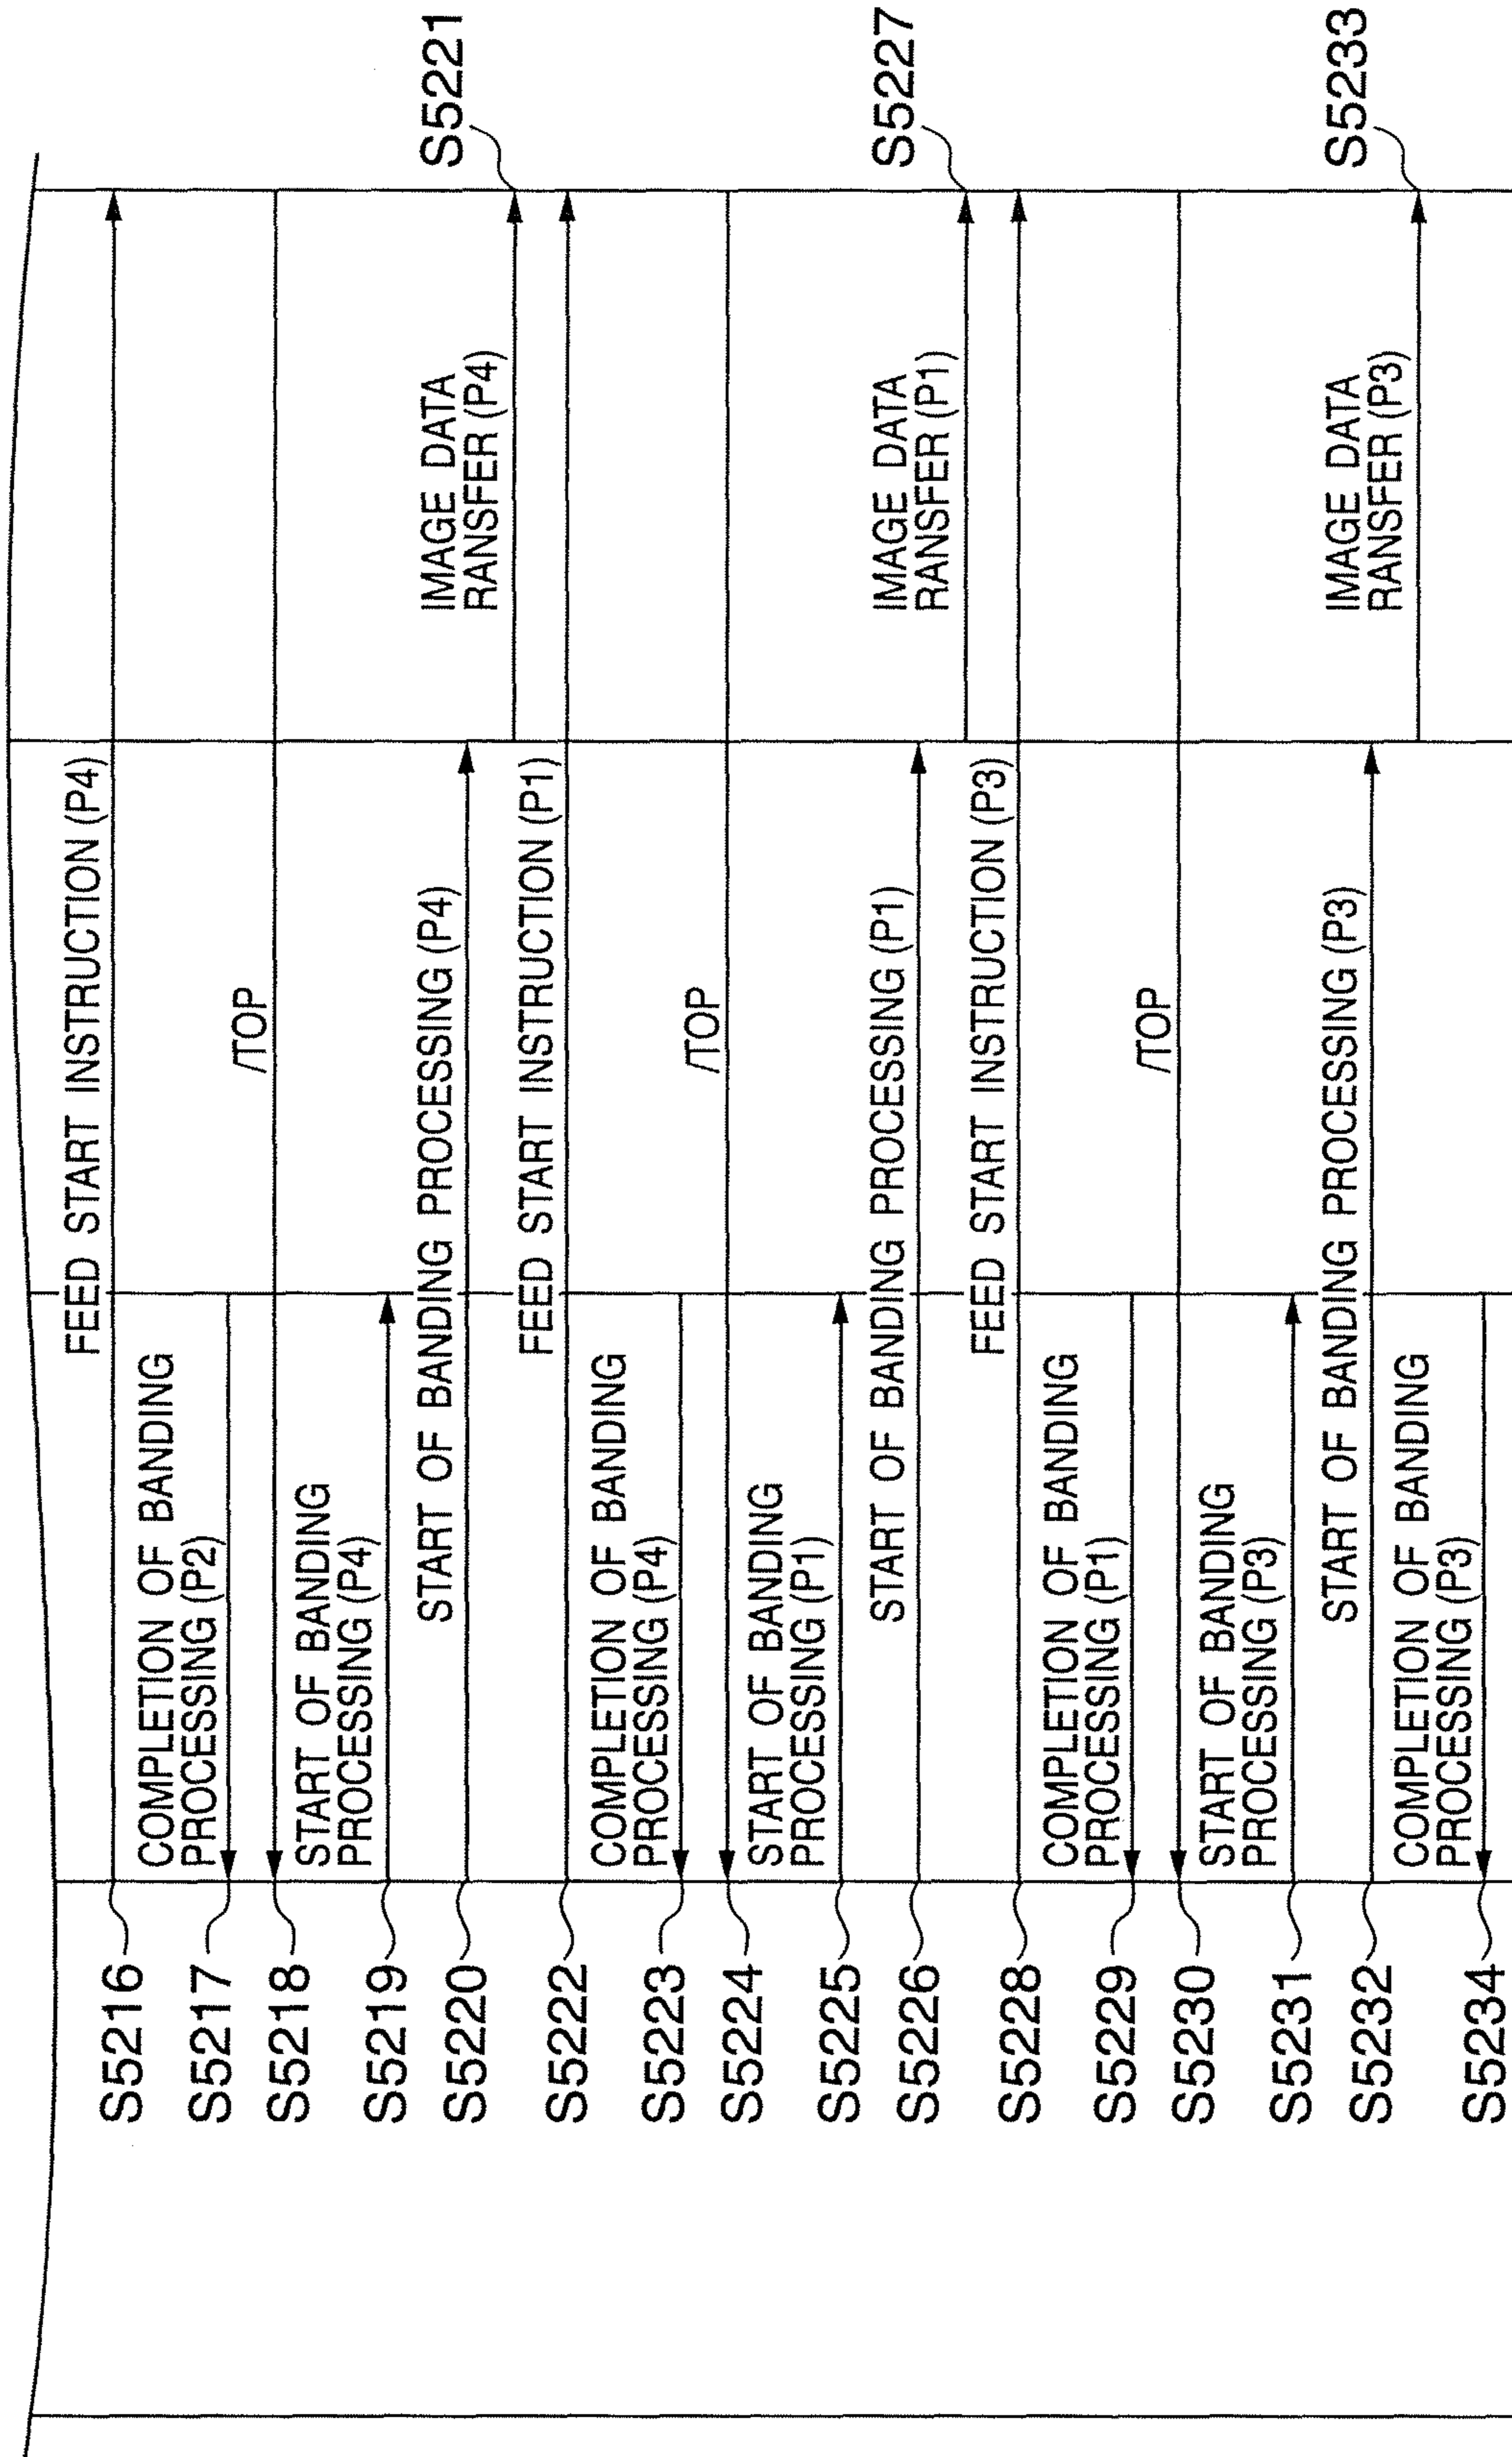 S5216
FEED START INSTRUCTION (P4)
S5217
COMPLETION OF BANDING
PROCESSING (P2)
S5218
/TOP
S5219
START OF BANDING
PROCESSING (P4)
S5220
START OF BANDING PROCESSING (P4)
IMAGE DATA
RANSFER (P4)
S5221
S5222
FEED START INSTRUCTION (P1)
S5223
COMPLETION OF BANDING
PROCESSING (P4)
S5224
/TOP
S5225
START OF BANDING
PROCESSING (P1)
S5226
START OF BANDING PROCESSING (P1)
IMAGE DATA
RANSFER (P1)
S5227
S5228
FEED START INSTRUCTION (P3)
S5229
COMPLETION OF BANDING
PROCESSING (P1)
S5230
/TOP
S5231
START OF BANDING
PROCESSING (P3)
S5232
START OF BANDING PROCESSING (P3)
IMAGE DATA
RANSFER (P3)
S5233
S5234
COMPLETION OF BANDING
PROCESSING (P3)